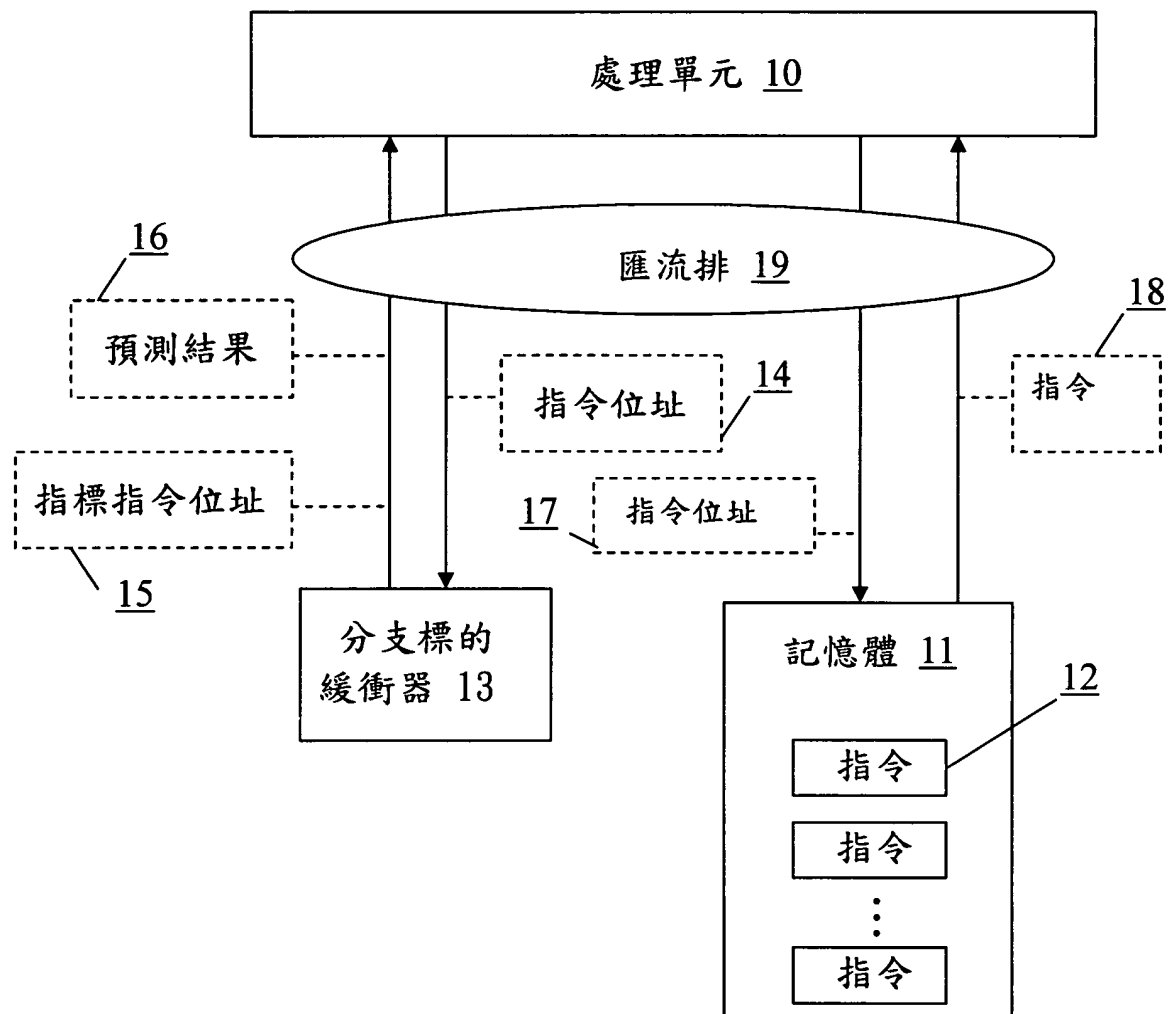 處理單元 10
匯流排 19
16
預測結果
18
指令
14
指令位址
指標指令位址
15
17
指令位址
分支標的
緩衝器 13
記憶體 11
12
指令
指令
指令